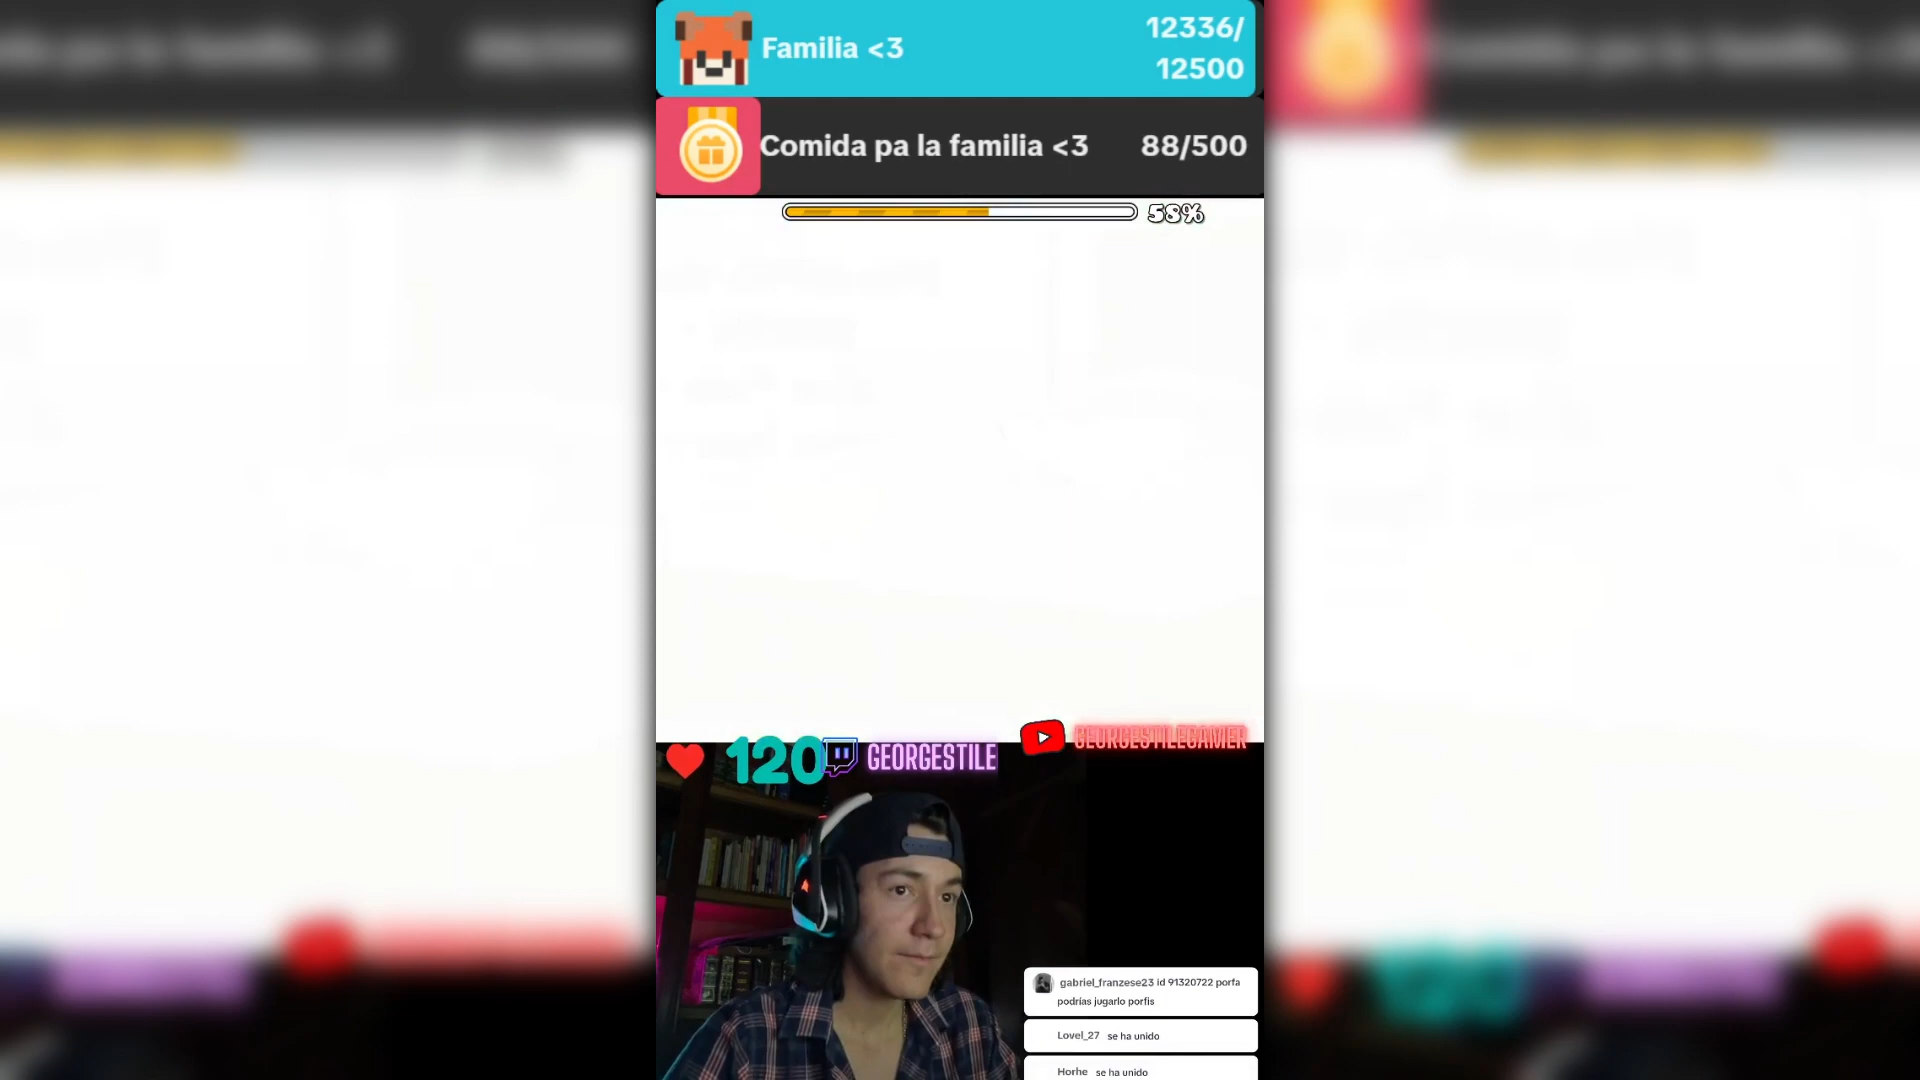 Familia <3
12336/
12500
Comida pa la familia <3 88/500
58%
120
GEORGESTILE
GEORGESTILEGAMER
gabriel_franzese23 id 91320722 porfa
podrías jugarlo porfis
Lovel_27 se ha unido
Horhe se ha unido